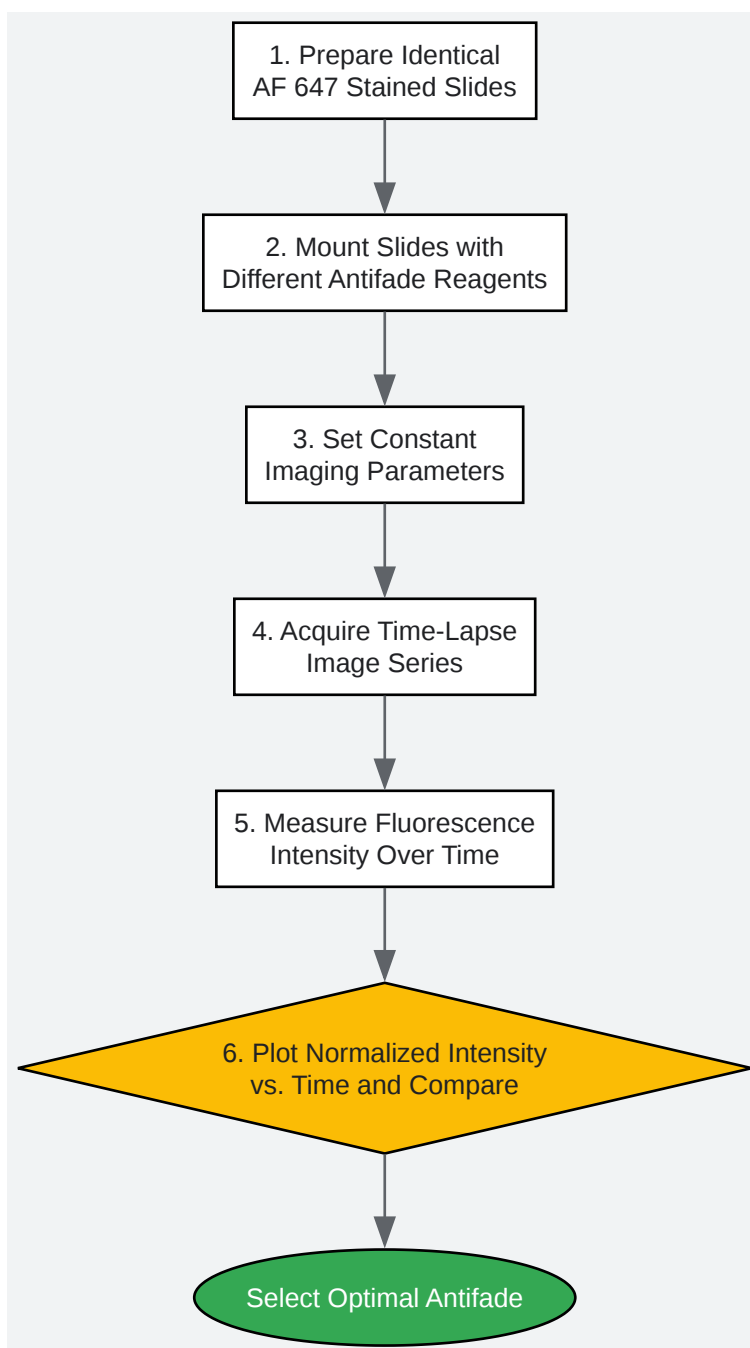 1. Prepare Identical
AF 647 Stained Slides
2. Mount Slides with
Different Antifade Reagents
3. Set Constant
Imaging Parameters
4. Acquire Time-Lapse
Image Series
5. Measure Fluorescence
Intensity Over Time
6. Plot Normalized Intensity
vs. Time and Compare
Select Optimal Antifade